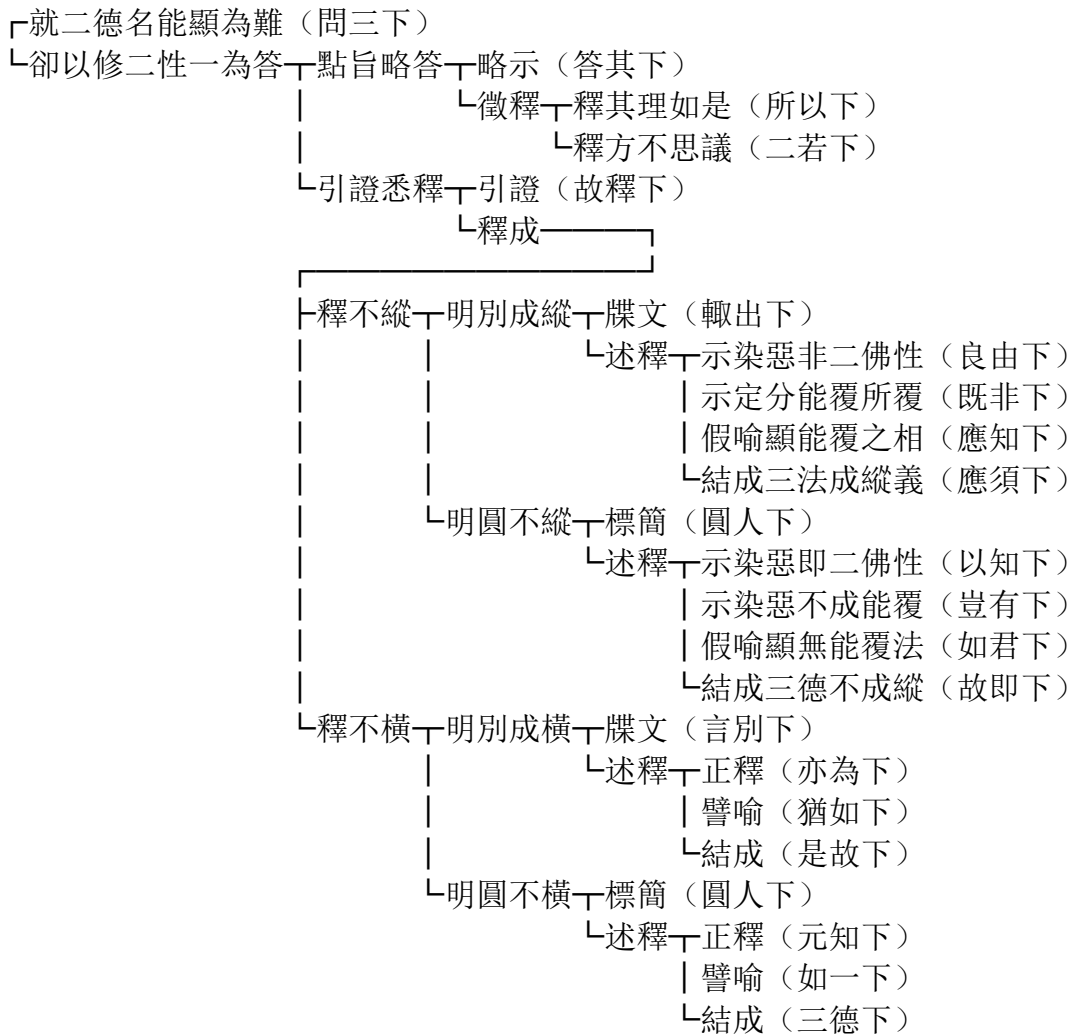 ┌就二德名能顯為難（問三下）
└卻以修二性一為答┬點旨略答┬略示（答其下）
│ └徵釋┬釋其理如是（所以下）
│ └釋方不思議（二若下）
└引證悉釋┬引證（故釋下）
└釋成────┐
┌───────────┘
├釋不縱┬明別成縱┬牒文（輙出下）
│ │ └述釋┬示染惡非二佛性（良由下）
│ │ │示定分能覆所覆（既非下）
│ │ │假喻顯能覆之相（應知下）
│ │ └結成三法成縱義（應須下）
│ └明圓不縱┬標簡（圓人下）
│ └述釋┬示染惡即二佛性（以知下）
│ │示染惡不成能覆（豈有下）
│ │假喻顯無能覆法（如君下）
│ └結成三德不成縱（故即下）
└釋不橫┬明別成橫┬牒文（言別下）
│ └述釋┬正釋（亦為下）
│ │譬喻（猶如下）
│ └結成（是故下）
└明圓不橫┬標簡（圓人下）
└述釋┬正釋（元知下）
│譬喻（如一下）
└結成（三德下）